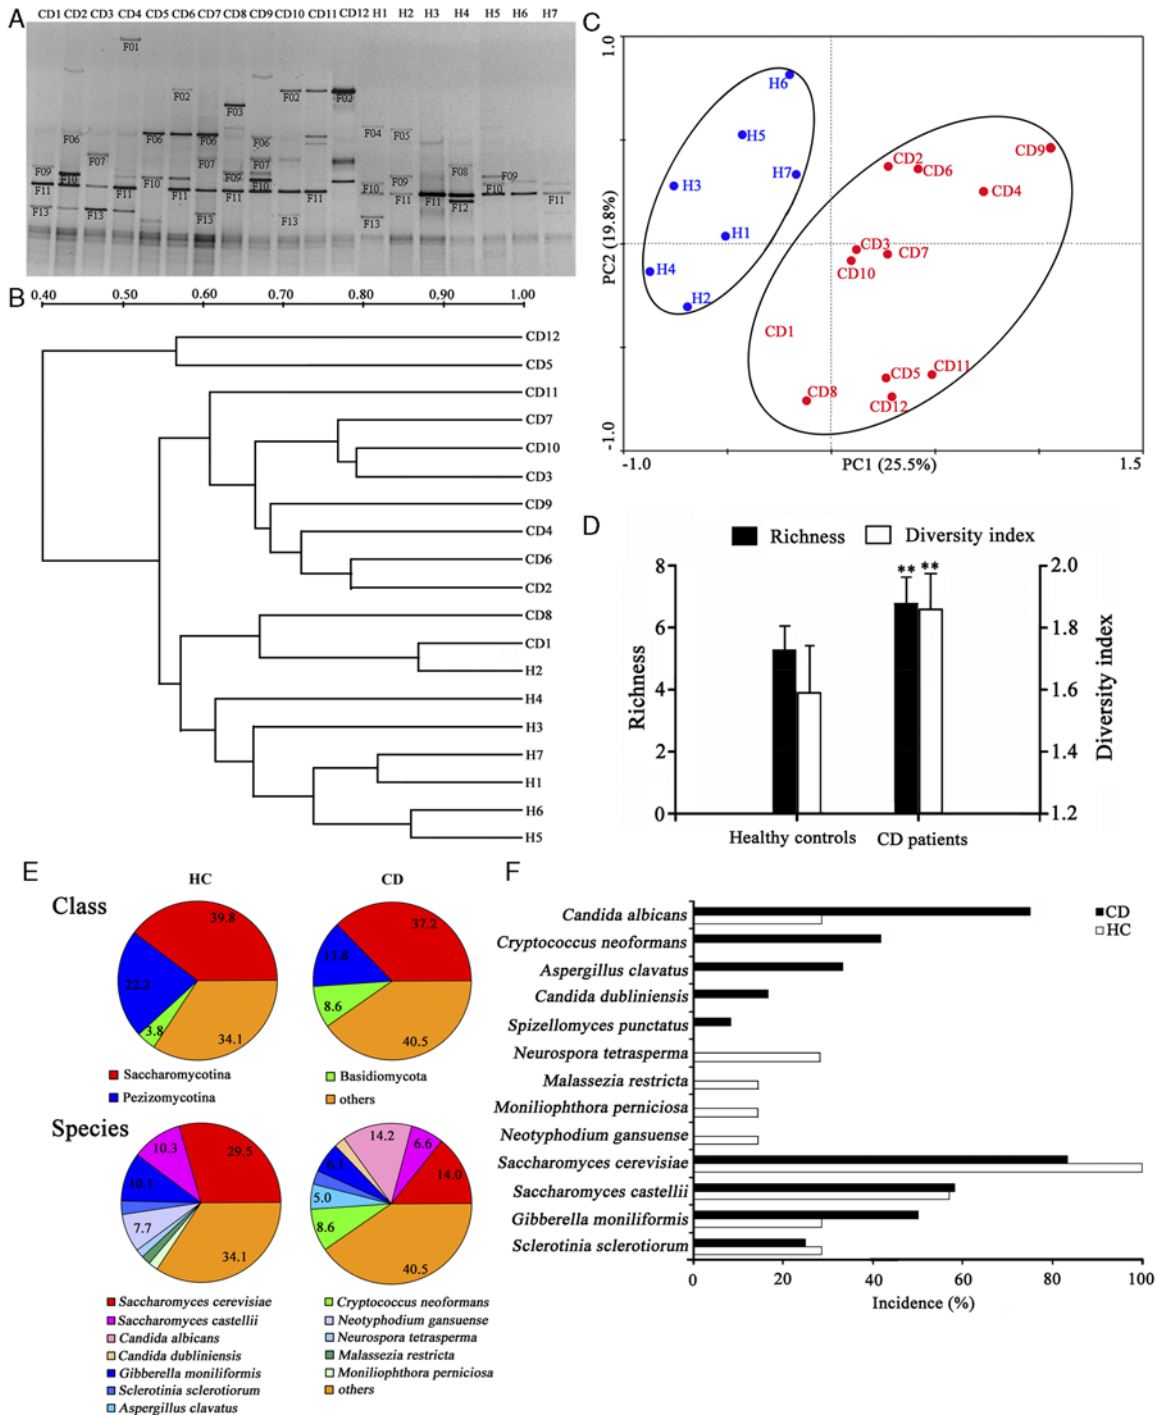 A
CD1 CD2 CD3 CD4 CD5 CD6 CD7 CD8 CD9 CD10 CD11 CD12 H1 H2 H3 H4 H5 H6 H7
F01
F02 F02 F02
F03
F06 F06 F06 F06 F04 F05
F07 F07 F07
F09 F10 F10 F09 F10 F09 F08 F09
F11 F11 F11 F11 F10 F11 F12 F10 F11
F13 F13 F13 F13 F13
B
0.40 0.50 0.60 0.70 0.80 0.90 1.00
CD12
CD5
CD11
CD7
CD10
CD3
CD9
CD4
CD6
CD2
CD8
CD1
H2
H4
H3
H7
H1
H6
H5
C
1.0
PC2 (19.8%)
-1.0
H6
H5
H7
H3
H1
H4
H2
CD9
CD2
CD6
CD4
CD3
CD7
CD10
CD1
CD11
CD5
CD8
CD12
-1.0 PC1 (25.5%) 1.5
D
Richness Diversity index
8 ** ** 2.0
6 1.8
4 1.6
2 1.4
0 1.2
Richness
Diversity index
Healthy controls CD patients
E
HC CD
Class
39.8 37.2
22.2 13.8
3.8 8.6
34.1 40.5
Saccharomycotina Basidiomycota
Pezizomycotina others
Species
10.3 29.5 14.2 6.6
10.1 6.1 14.0
7.7 5.0
34.1 8.6
40.5
Saccharomyces cerevisiae
Saccharomyces castellii
Candida albicans
Candida dubliniensis
Gibberella moniliformis
Sclerotinia sclerotiorum
Aspergillus clavatus
Cryptococcus neoformans
Neotyphodium gansuense
Neurospora tetrasperma
Malassezia restricta
Moniliophthora perniciosa
others
F
CD
HC
Candida albicans
Cryptococcus neoformans
Aspergillus clavatus
Candida dubliniensis
Spizellomyces punctatus
Neurospora tetrasperma
Malassezia restricta
Moniliophthora perniciosa
Neotyphodium gansuense
Saccharomyces cerevisiae
Saccharomyces castellii
Gibberella moniliformis
Sclerotinia sclerotiorum
0 20 40 60 80 100
Incidence (%)